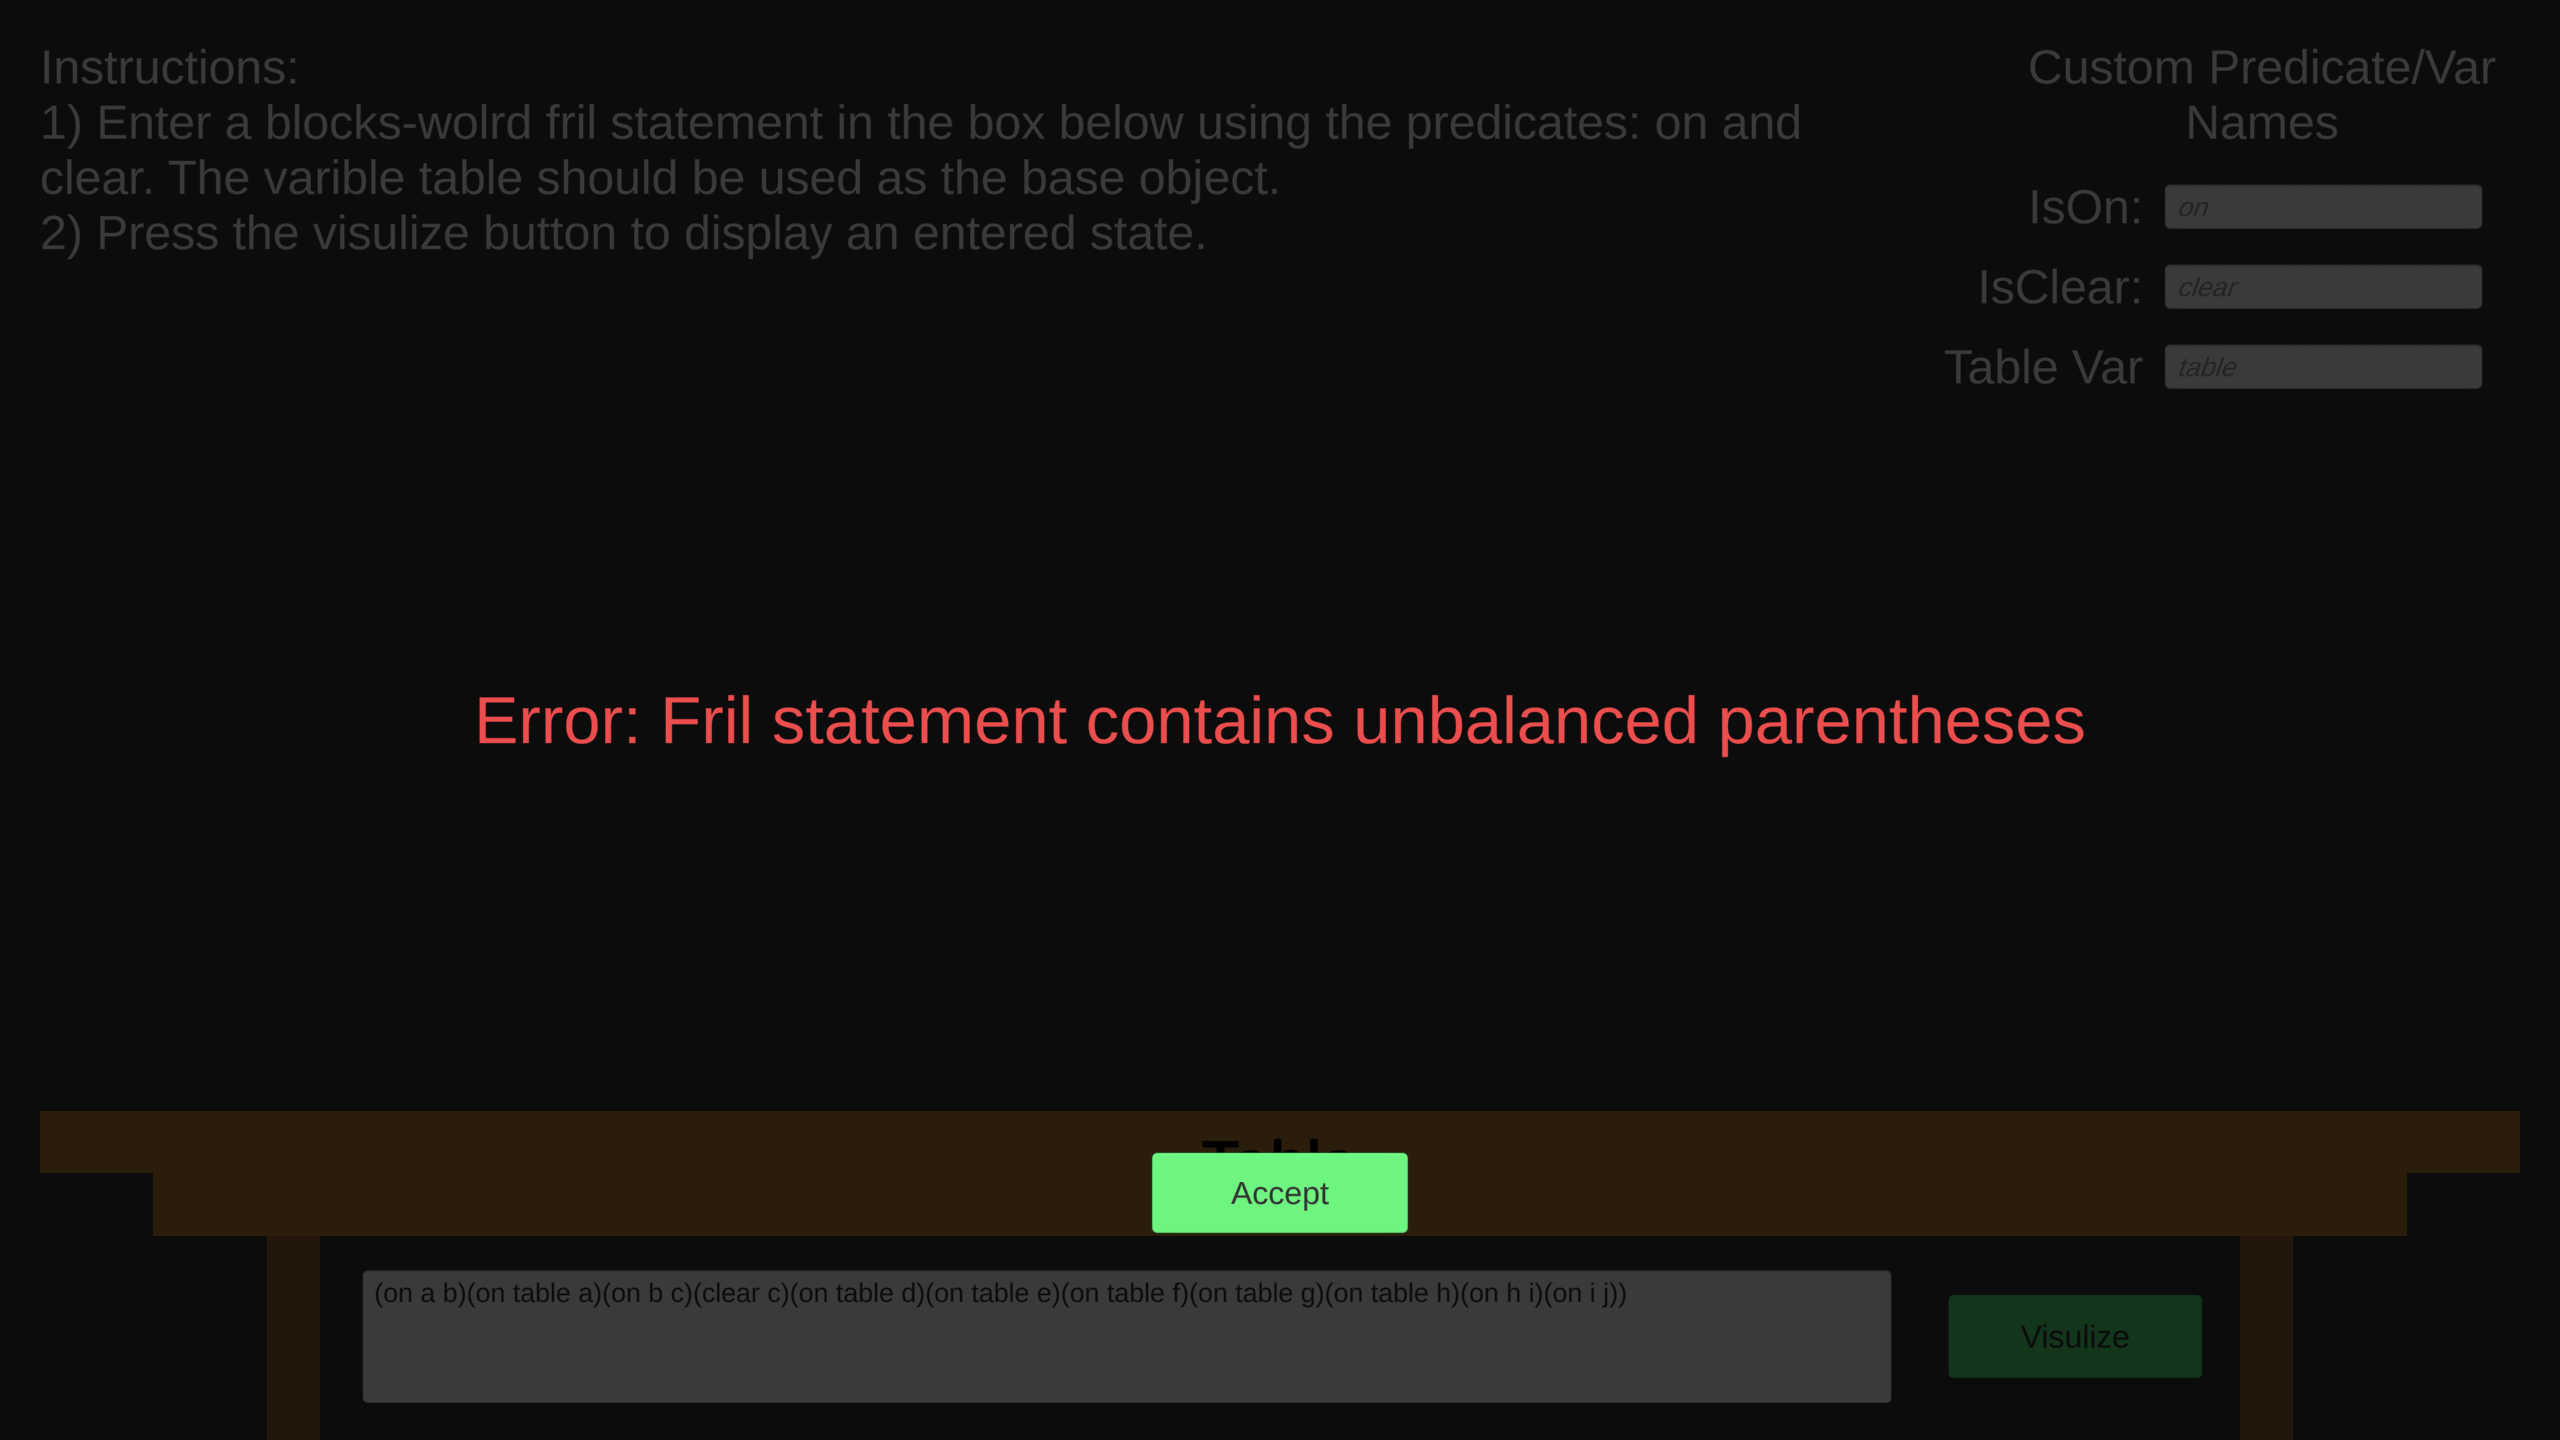 Instructions:
1) Enter a blocks-wolrd fril statement in the box below using the predicates: on and
clear. The varible table should be used as the base object.
2) Press the visulize button to display an entered state.
Custom Predicate/Var
Names
IsOn: on
IsClear: clear
Table Var table
Error: Fril statement contains unbalanced parentheses
Table
Accept
(on a b)(on table a)(on b c)(clear c)(on table d)(on table e)(on table f)(on table g)(on table h)(on h i)(on i j))
Visulize